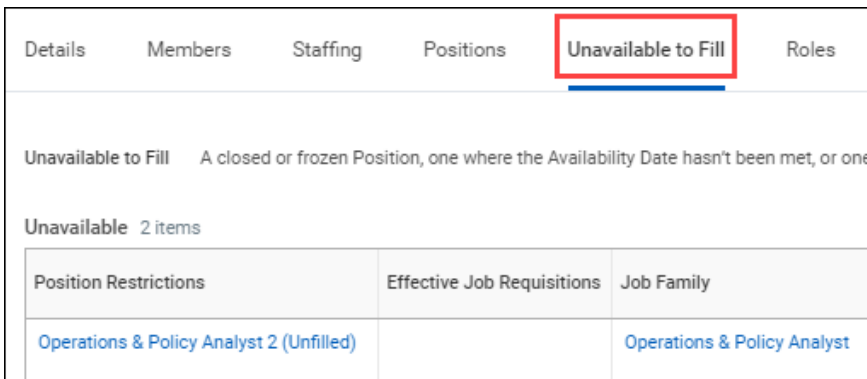 Details Members Staffing Positions Unavailable to Fill Roles
Unavailable to Fill A closed or frozen Position, one where the Availability Date hasn't been met, or one
Unavailable 2 items
Position Restrictions Effective Job Requisitions Job Family
Operations & Policy Analyst 2 (Unfilled) Operations & Policy Analyst